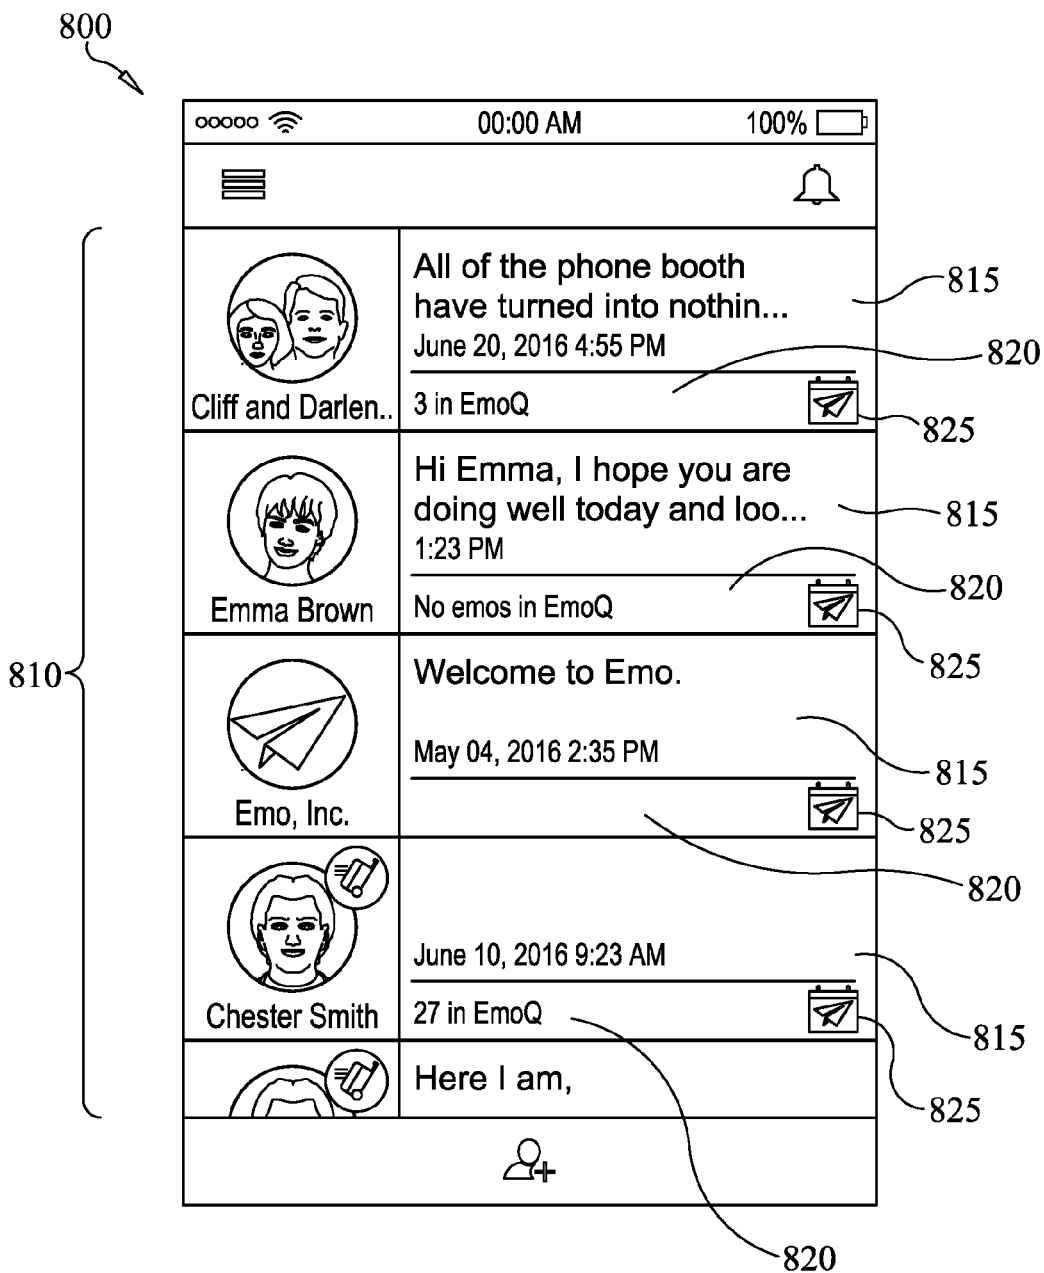 800
00:00 AM
100%
All of the phone booth
have turned into nothin...
815
June 20, 2016 4:55 PM
820
Cliff and Darlen..
3 in EmoQ
825
Hi Emma, I hope you are
doing well today and loo...
815
1:23 PM
820
Emma Brown
No emos in EmoQ
825
810
Welcome to Emo.
May 04, 2016 2:35 PM
815
Emo, Inc.
825
820
June 10, 2016 9:23 AM
Chester Smith
27 in EmoQ
815
Here I am,
825
820